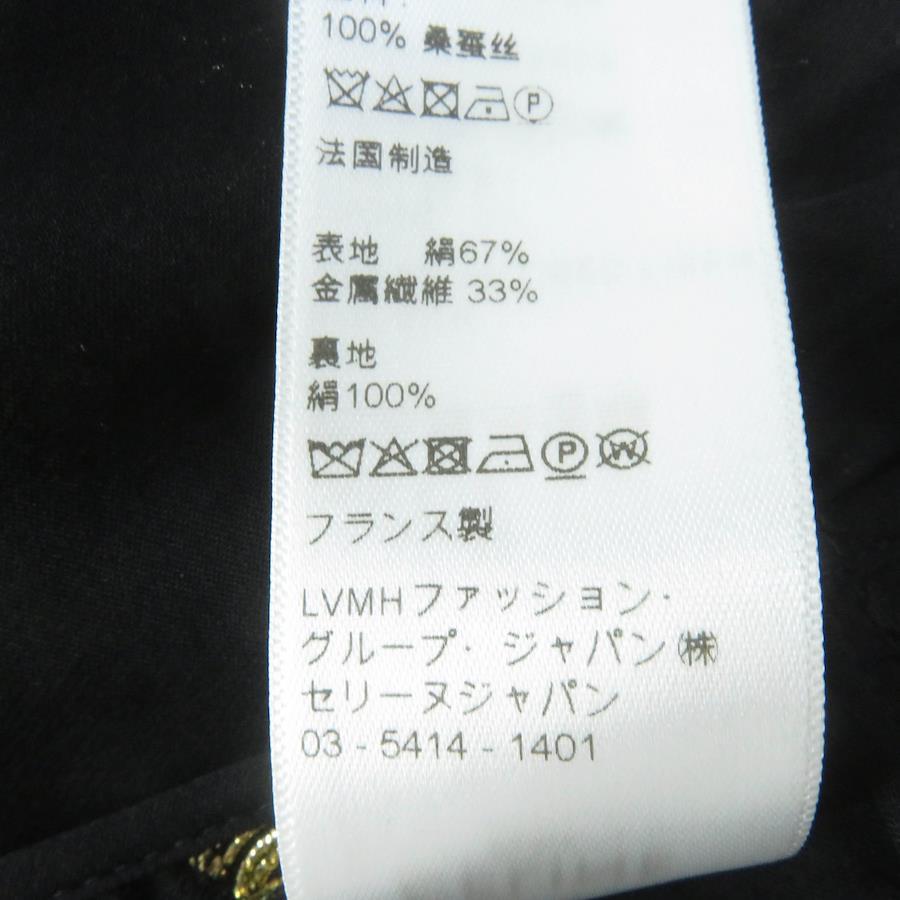 100% 桑蚕丝
P
法国制造
表地 絹67%
金属繊維 33%
裏地
絹100%
P W
フランス製
LVMHファッション・
グループ・ジャパン㈱
セリーヌジャパン
03 - 5414 - 1401